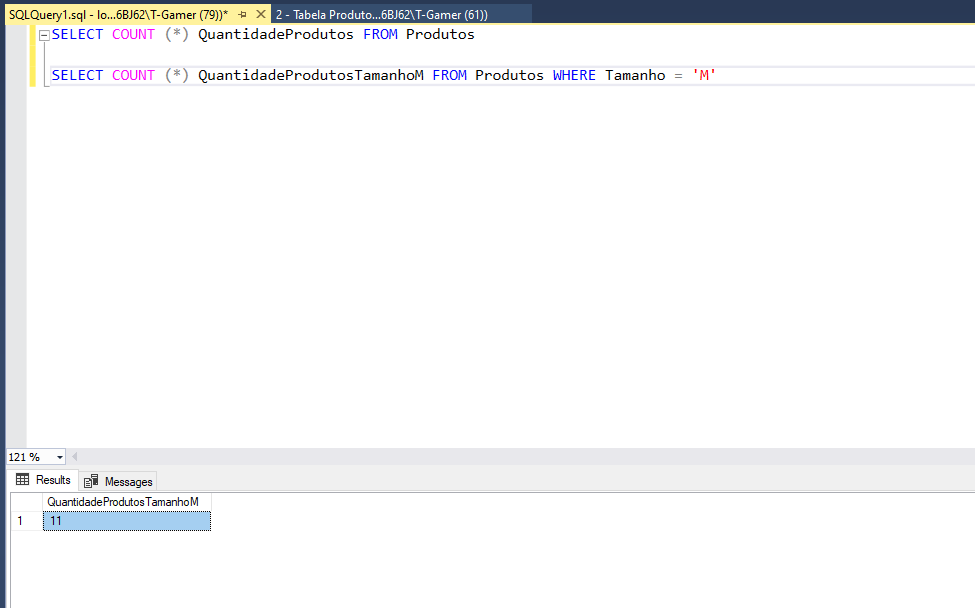 SQLQuery1.sql - lo...6BJ62\T-Gamer (79))* 2 - Tabela Produto...6BJ62\T-Gamer (61))
SELECT COUNT (*) QuantidadeProdutos FROM Produtos
SELECT COUNT (*) QuantidadeProdutosTamanhoM FROM Produtos WHERE Tamanho = 'M'
121 %
Results Messages
QuantidadeProdutosTamanhoM
1 11